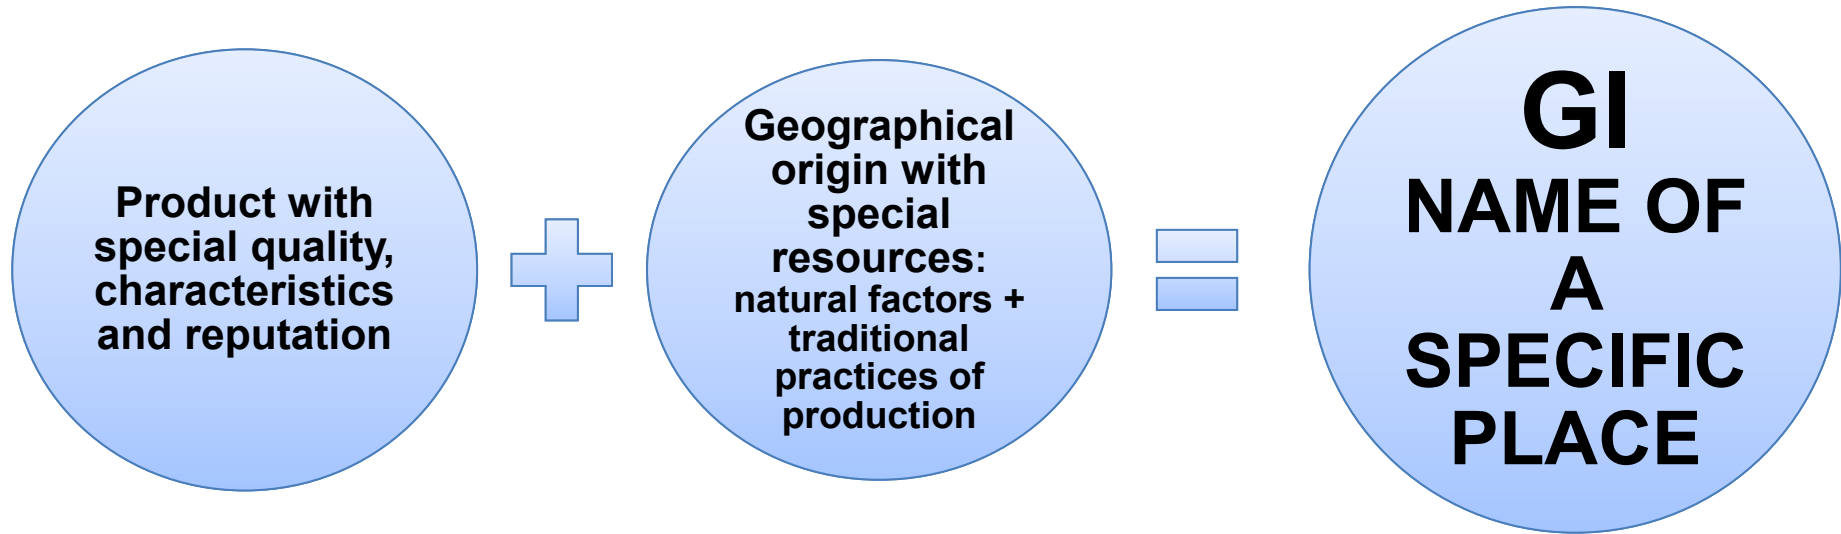 Product with
special quality,
characteristics
and reputation
Geographical
origin with
special
resources:
natural factors +
traditional
practices of
production
GI
NAME OF
A
SPECIFIC
PLACE